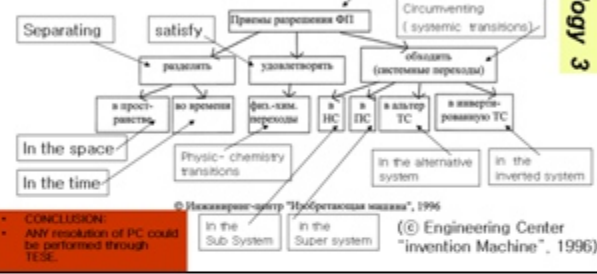 Circumventing
(systemic transitions)
ology 3
Separating
satisfy
Приемы разрешения ФП
разделять
удовлетворять
обходить
(системные переходы)
в прост-
ранстве
во времени
физ.-хим.
переходы
в
НС
в
ПС
в альтер
ТС
в инверти-
рованную ТС
In the space
In the time
Physic- chemistry
transitions
In the alternative
system
in the
inverted system
© Инжиниринг-центр "Изобретающая машина", 1996
• CONCLUSION:
• ANY resolution of PC could
be performed through
TESE.
In the
Sub System
In the
Super system
(© Engineering Center
"invention Machine", 1996)